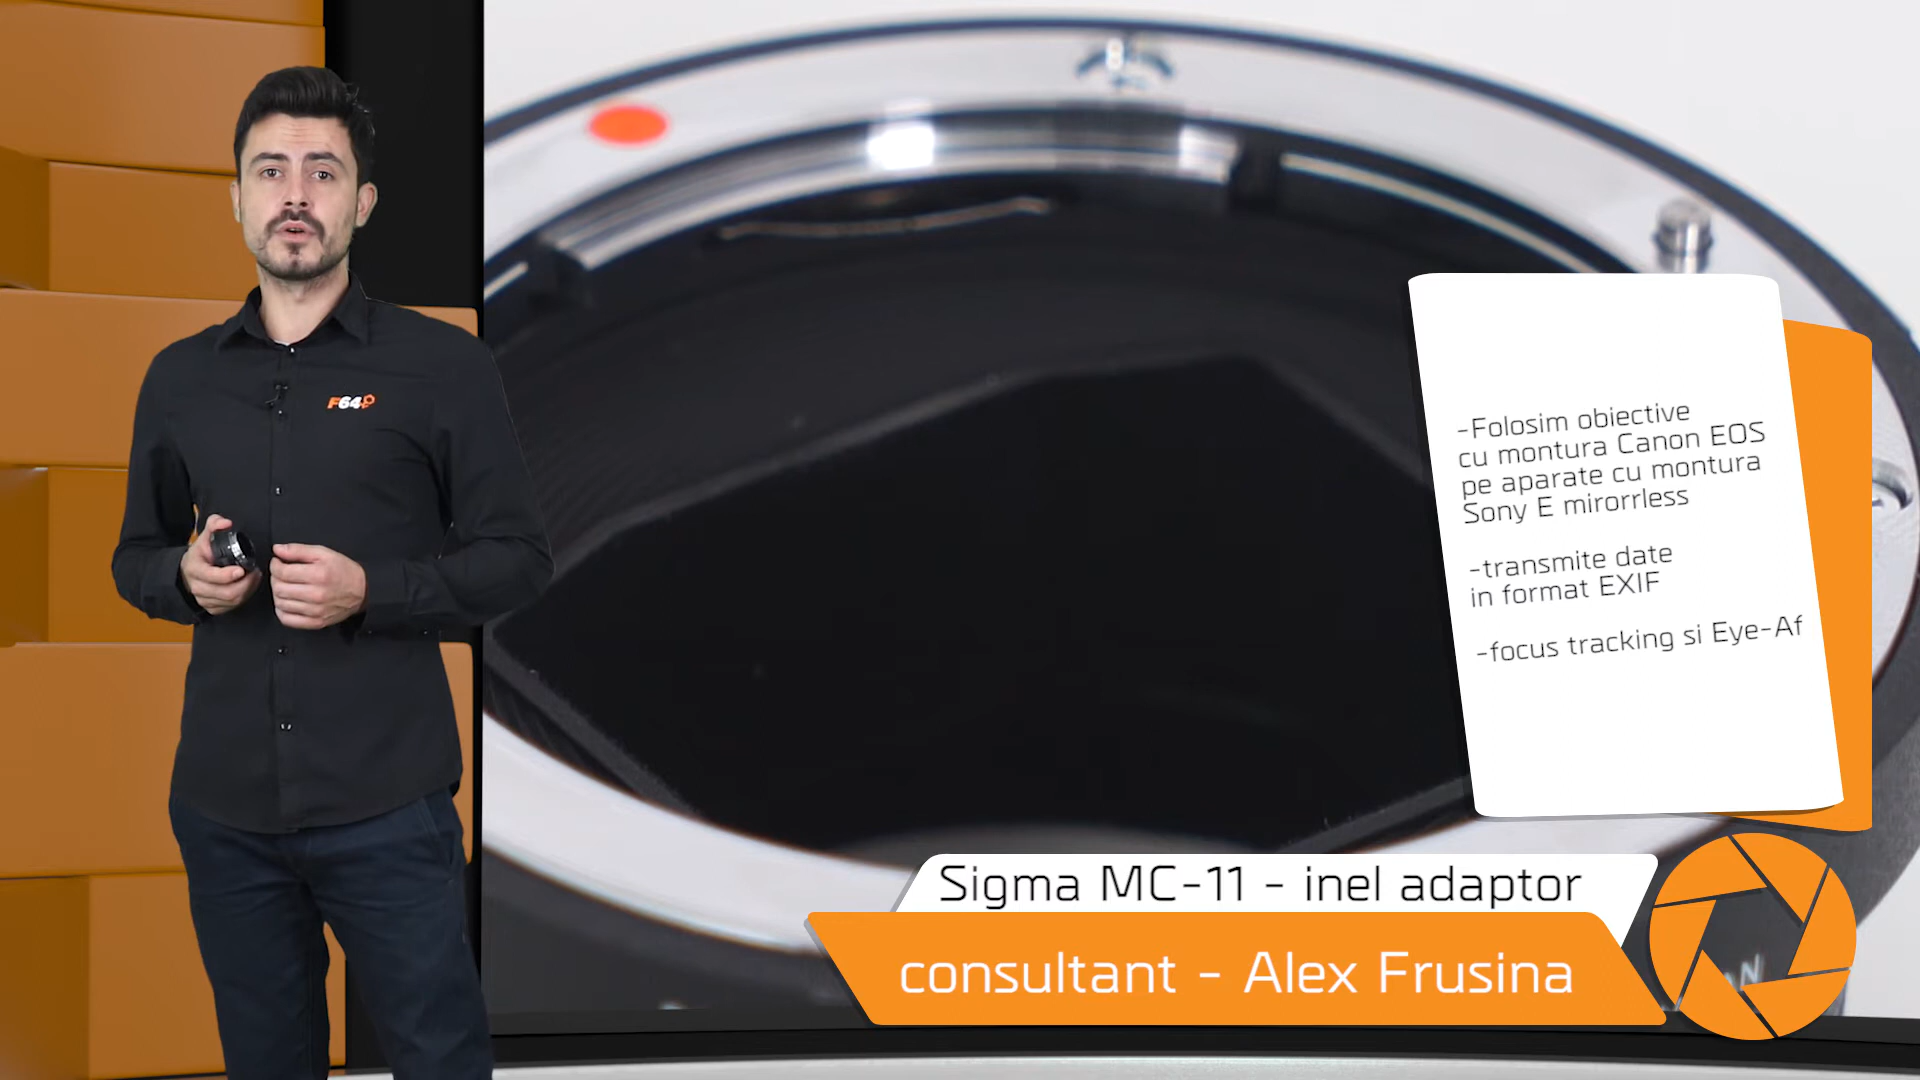 F64
-Folosim obiective
cu montura Canon EOS
pe aparate cu montura
Sony E mirorrless
-transmite date
in format EXIF
-focus tracking si Eye-Af
Sigma MC-11 - inel adaptor
consultant - Alex Frusina